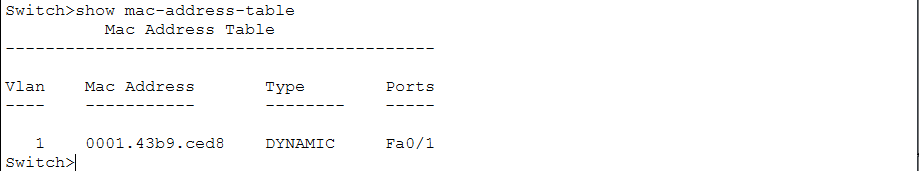 Switch>show mac-address-table
          Mac Address Table
-------------------------------------------
Vlan    Mac Address       Type        Ports
----    -----------       --------    -----
   1    0001.43b9.ced8    DYNAMIC     Fa0/1
Switch>